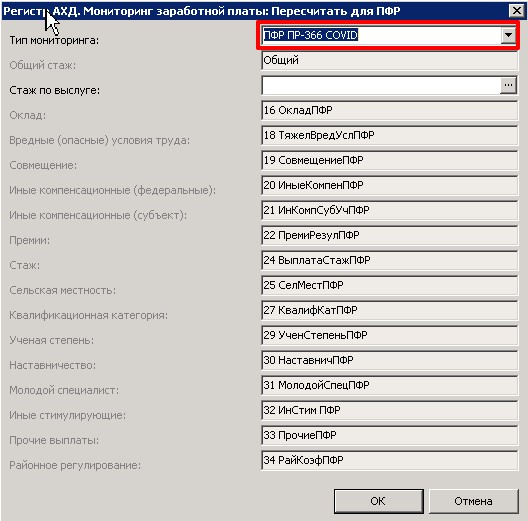 Регистр АХД. Мониторинг заработной платы: Пересчитать для ПФР
Тип мониторинга: ПФР ПР-366 COVID
Общий стаж: Общий
Стаж по выслуге: ...
Оклад: 16 ОкладПФР
Вредные (опасные) условия труда: 18 ТяжелВредУслПФР
Совмещение: 19 СовмещениеПФР
Иные компенсационные (федеральные): 20 ИныеКомпенПФР
Иные компенсационные (субъект): 21 ИнКомпСубУчПФР
Премии: 22 ПремиРезулПФР
Стаж: 24 ВыплатаСтажПФР
Сельская местность: 25 СелМестПФР
Квалификационная категория: 27 КвалифКатПФР
Ученая степень: 29 УченСтепеньПФР
Наставничество: 30 НаставничПФР
Молодой специалист: 31 МолодойСпецПФР
Иные стимулирующие: 32 ИнСтим ПФР
Прочие выплаты: 33 ПрочиеПФР
Районное регулирование: 34 РайКоэфПФР
ОК Отмена